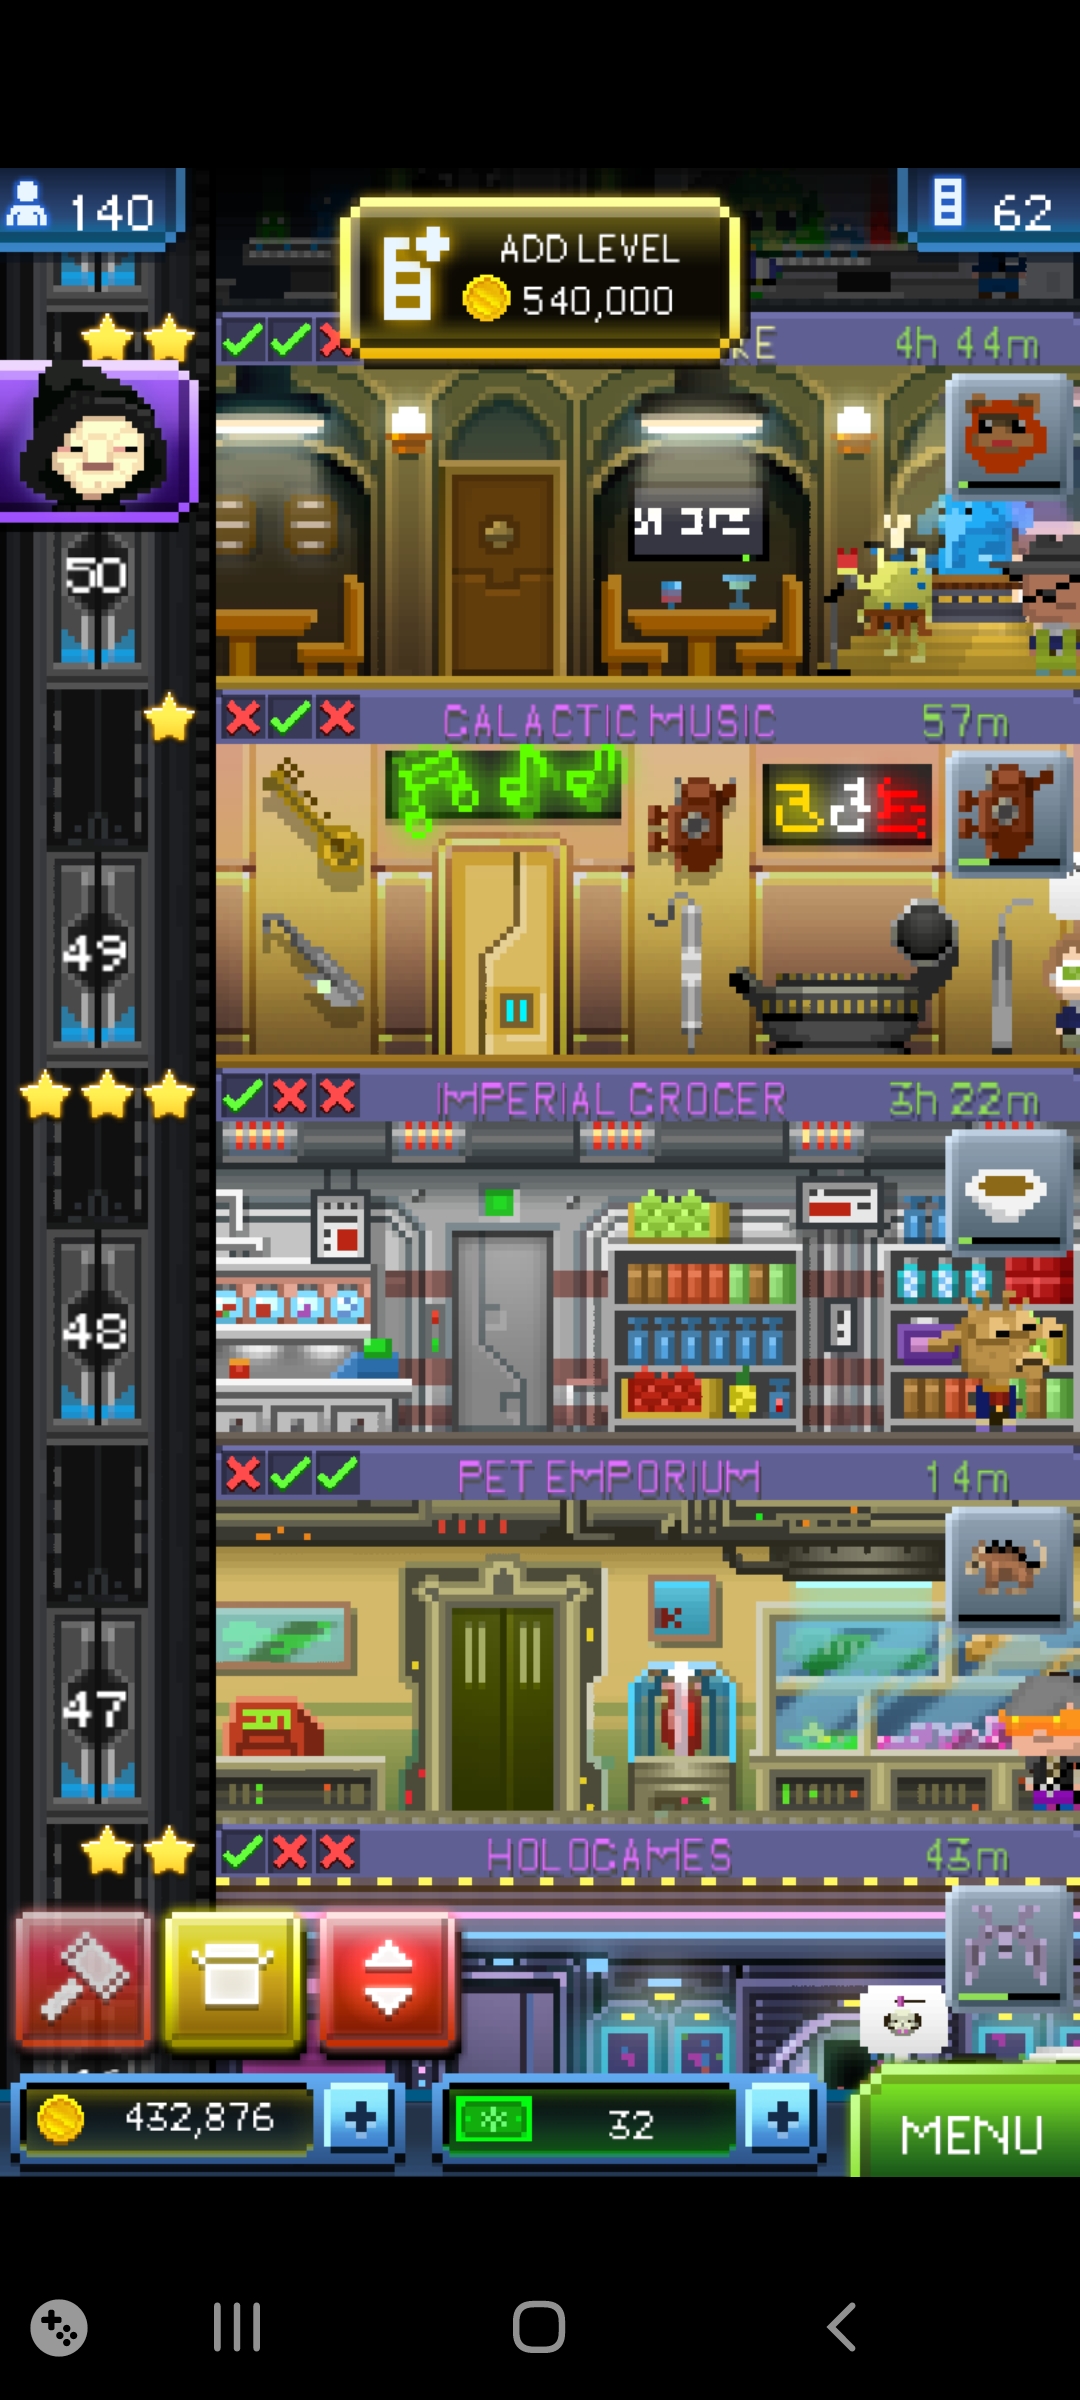 140
ADD LEVEL
540,000
62
KE
4h 44m
50
GALACTIC MUSIC
57m
49
IMPERIAL GROCER
3h 22m
48
PET EMPORIUM
14m
47
HOLOGAMES
43m
432,876
32
MENU